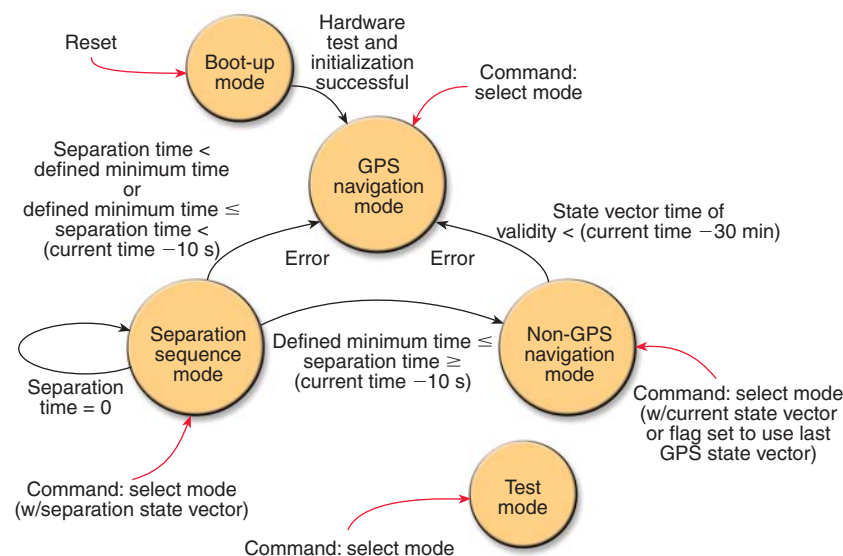 Reset
Boot-up
mode
Hardware
test and
initialization
successful
Command:
select mode
GPS
navigation
mode
Separation time <
defined minimum time
or
defined minimum time ≤
separation time <
(current time −10 s)
Error
Error
State vector time of
validity < (current time −30 min)
Separation
sequence
mode
Separation
time = 0
Defined minimum time ≤
separation time ≥
(current time −10 s)
Non-GPS
navigation
mode
Command: select mode
(w/current state vector
or flag set to use last
GPS state vector)
Command: select mode
(w/separation state vector)
Test
mode
Command: select mode